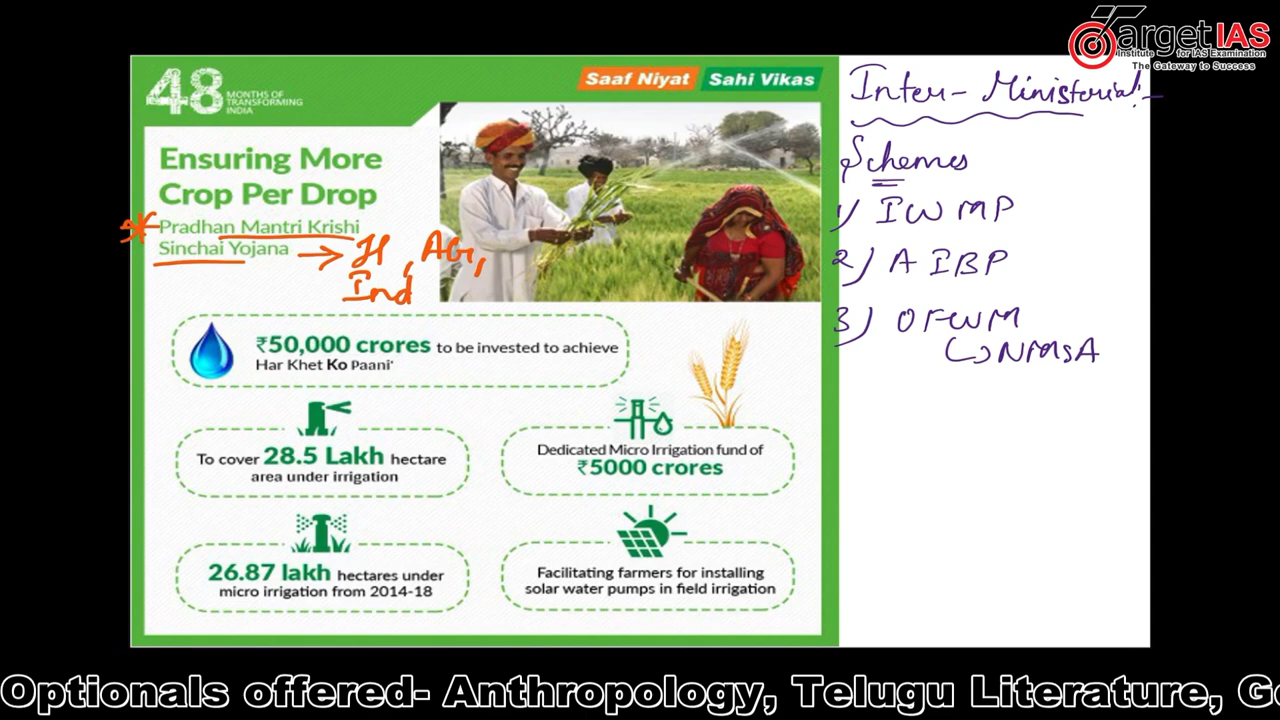 Target IAS
Institute for IAS Examination
The Gateway to Success
48 MONTHS OF
TRANSFORMING
INDIA
Saaf Niyat Sahi Vikas
Ensuring More
Crop Per Drop
Pradhan Mantri Krishi
Sinchai Yojana → H, AGr,
Ind
₹50,000 crores to be invested to achieve
Har Khet Ko Paani'
To cover 28.5 Lakh hectare
area under irrigation
Dedicated Micro Irrigation fund of
₹5000 crores
26.87 lakh hectares under
micro irrigation from 2014-18
Facilitating farmers for installing
solar water pumps in field irrigation
Inter-Ministerial:-
Schemes
1) IWMP
2) AIBP
3) OFWM
↳ NMSA
Optionals offered- Anthropology, Telugu Literature, Ge